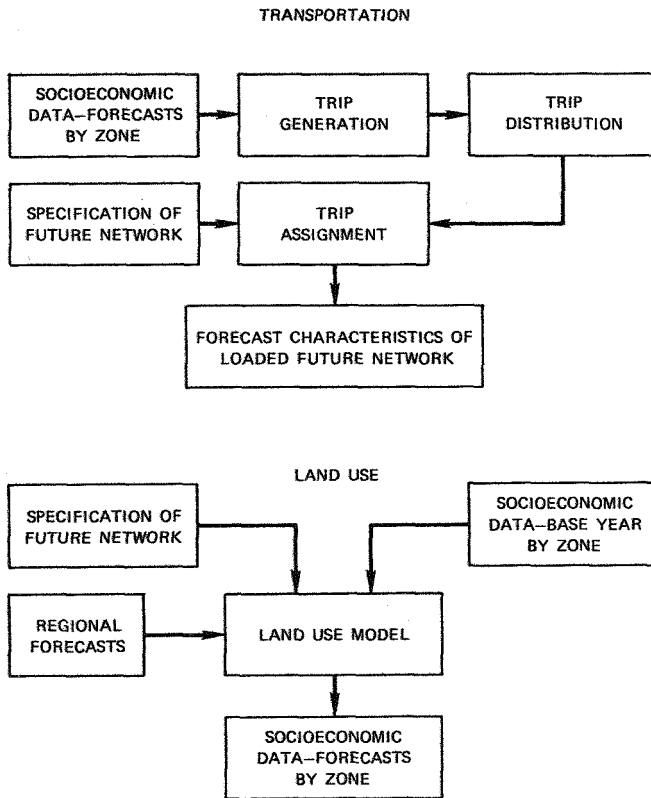 TRANSPORTATION
SOCIOECONOMIC
DATA–FORECASTS
BY ZONE
TRIP
GENERATION
TRIP
DISTRIBUTION
SPECIFICATION OF
FUTURE NETWORK
TRIP
ASSIGNMENT
FORECAST CHARACTERISTICS OF
LOADED FUTURE NETWORK
LAND USE
SPECIFICATION OF
FUTURE NETWORK
SOCIOECONOMIC
DATA–BASE YEAR
BY ZONE
REGIONAL
FORECASTS
LAND USE MODEL
SOCIOECONOMIC
DATA–FORECASTS
BY ZONE